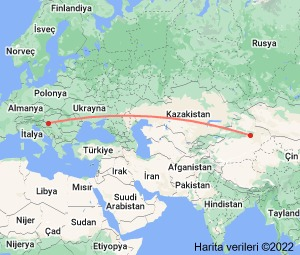 Finlandiya
İsveç
Norveç
Rusya
Polonya
Almanya
Ukrayna
Kazakistan
İtalya
Türkiye
Afganistan
(Çin
Irak
İran
Pakistan
Libya
Mısır
Suudi
Arabistan
Hindistan
Nijer
Sudan
Çad
Tayland
Nijerya
Etiyopya
Harita verileri ©2022